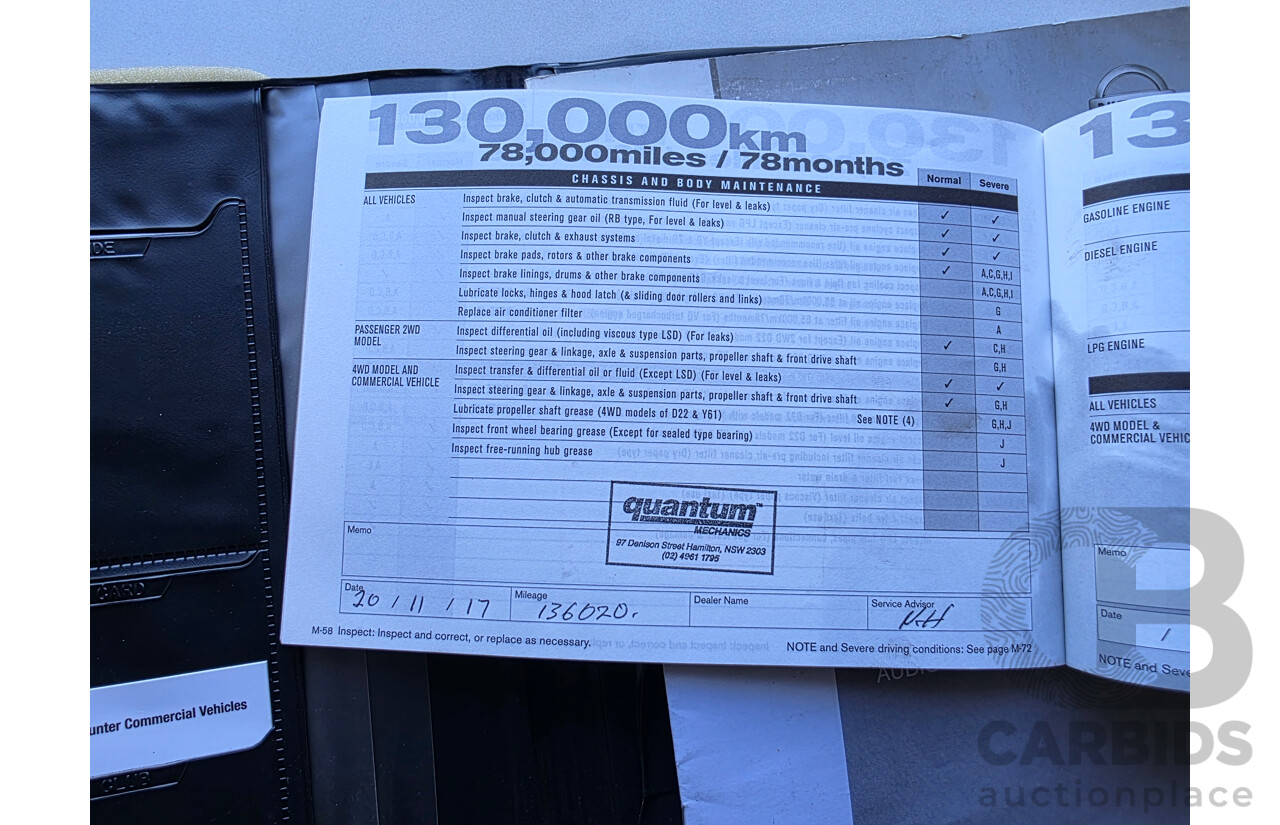 130,000km
78,000miles / 78months
CHASSIS AND BODY MAINTENANCE
Normal
Severe
ALL VEHICLES
Inspect brake, clutch & automatic transmission fluid (For level & leaks)
✓ ✓
Inspect manual steering gear oil (RB type, For level & leaks)
✓ ✓
Inspect brake, clutch & exhaust systems
✓ ✓
Inspect brake pads, rotors & other brake components
✓ A,C,G,H,I
Inspect brake linings, drums & other brake components
A,C,G,H,I
Lubricate locks, hinges & hood latch (& sliding door rollers and links)
G
Replace air conditioner filter
A
PASSENGER 2WD
MODEL
Inspect differential oil (including viscous type LSD) (For leaks)
✓ C,H
Inspect steering gear & linkage, axle & suspension parts, propeller shaft & front drive shaft
G,H
4WD MODEL AND
COMMERCIAL VEHICLE
Inspect transfer & differential oil or fluid (Except LSD) (For level & leaks)
✓ ✓
Inspect steering gear & linkage, axle & suspension parts, propeller shaft & front drive shaft
✓ G,H
Lubricate propeller shaft grease (4WD models of D22 & Y61)
See NOTE (4)
G,H,J
Inspect front wheel bearing grease (Except for sealed type bearing)
J
Inspect free-running hub grease
J
quantum™
MECHANICS
97 Denison Street Hamilton, NSW 2303
(02) 4961 1795
Memo
Date
20 / 11 / 17
Mileage
136020.
Dealer Name
Service Advisor
M-58 Inspect: Inspect and correct, or replace as necessary.
NOTE and Severe driving conditions: See page M-72
13
GASOLINE ENGINE
DIESEL ENGINE
LPG ENGINE
ALL VEHICLES
4WD MODEL &
COMMERCIAL VEHIC
Memo
Date
/
NOTE and Seve
CARD
unter Commercial Vehicles
CLUB
CARBIDS
auctionplace